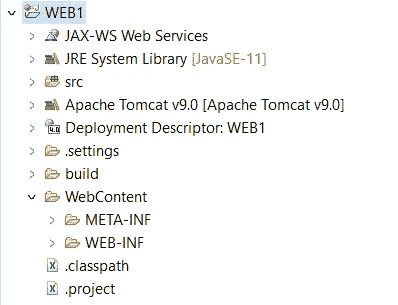 WEB1
JAX-WS Web Services
JRE System Library [JavaSE-11]
src
Apache Tomcat v9.0 [Apache Tomcat v9.0]
Deployment Descriptor: WEB1
.settings
build
WebContent
META-INF
WEB-INF
.classpath
.project